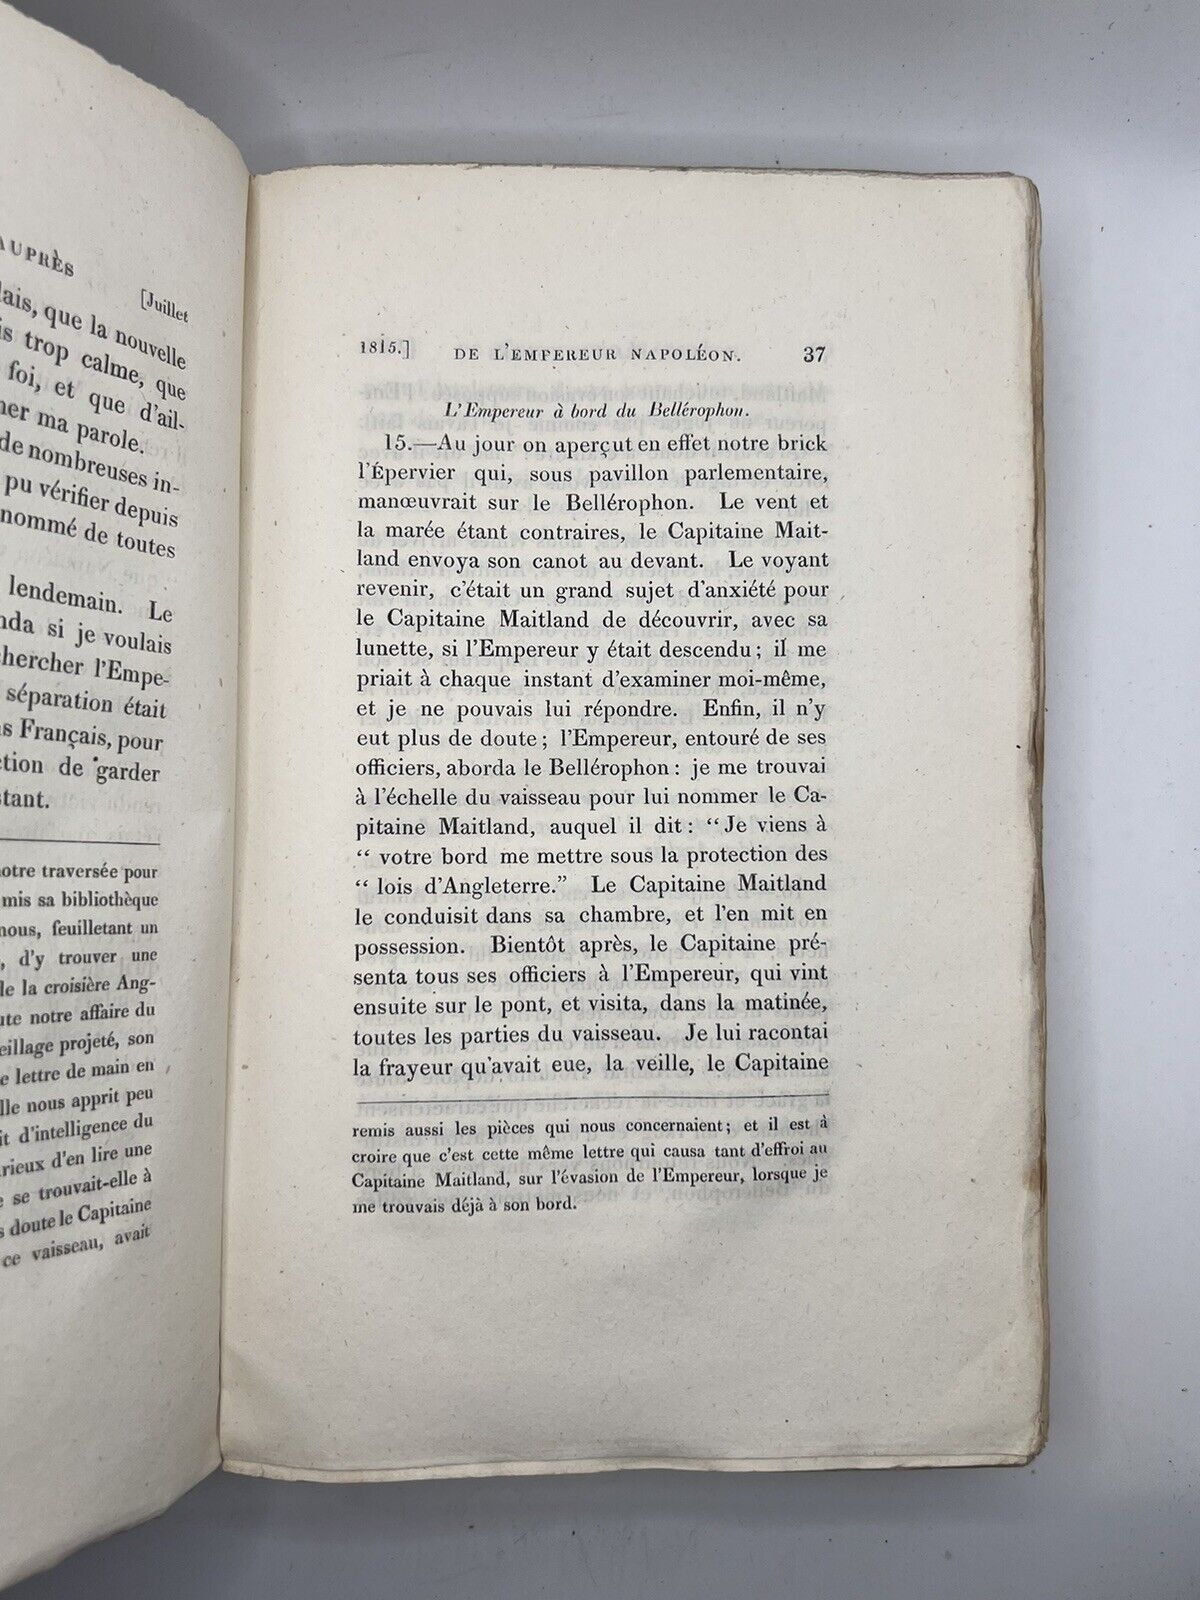 AUPRÈS
[Juillet
que la nouvelle
trop calme, que
foi, et que d'ail-
ma parole.
de nombreuses in-
pu vérifier depuis
nommé de toutes
lendemain. Le
si je voulais
chercher l'Empe-
séparation était
Français, pour
de garder
notre traversée pour
mis sa bibliothèque
nous, feuilletant un
d'y trouver une
de la croisière Ang-
notre affaire du
projeté, son
lettre de main en
nous apprit peu
d'intelligence du
d'en lire une
se trouvait-elle à
doute le Capitaine
ce vaisseau, avait
1815.] DE L'EMPEREUR NAPOLÉON. 37
L'Empereur à bord du Bellérophon.
15.—Au jour on aperçut en effet notre brick
l'Épervier qui, sous pavillon parlementaire,
manœuvrait sur le Bellérophon. Le vent et
la marée étant contraires, le Capitaine Mait-
land envoya son canot au devant. Le voyant
revenir, c'était un grand sujet d'anxiété pour
le Capitaine Maitland de découvrir, avec sa
lunette, si l'Empereur y était descendu; il me
priait à chaque instant d'examiner moi-même,
et je ne pouvais lui répondre. Enfin, il n'y
eut plus de doute; l'Empereur, entouré de ses
officiers, aborda le Bellérophon: je me trouvai
à l'échelle du vaisseau pour lui nommer le Ca-
pitaine Maitland, auquel il dit: “Je viens à
“ votre bord me mettre sous la protection des
“ lois d'Angleterre.” Le Capitaine Maitland
le conduisit dans sa chambre, et l'en mit en
possession. Bientôt après, le Capitaine pré-
senta tous ses officiers à l'Empereur, qui vint
ensuite sur le pont, et visita, dans la matinée,
toutes les parties du vaisseau. Je lui racontai
la frayeur qu'avait eue, la veille, le Capitaine
remis aussi les pièces qui nous concernaient; et il est à
croire que c'est cette même lettre qui causa tant d'effroi au
Capitaine Maitland, sur l'évasion de l'Empereur, lorsque je
me trouvais déjà à son bord.